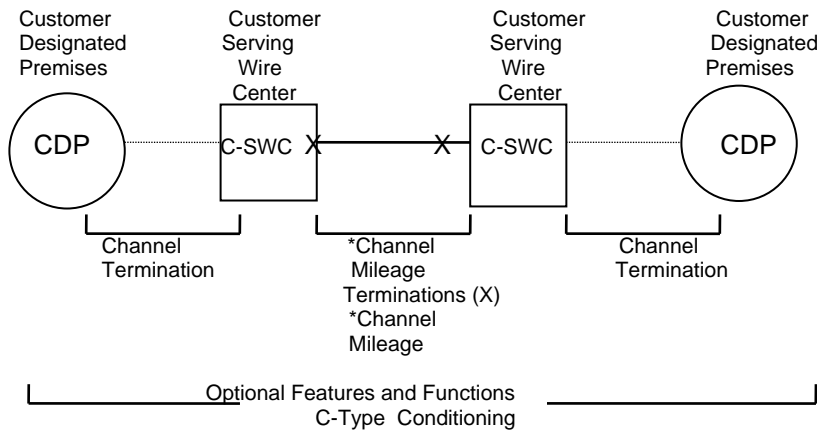 Customer
Designated
Premises
Customer
Serving
Wire
Center
Customer
Serving
Wire
Center
Customer
Designated
Premises
CDP
C-SWC X
X
C-SWC
CDP
Channel
Termination
*Channel
Mileage
Terminations (X)
*Channel
Mileage
Channel
Termination
Optional Features and Functions
C-Type Conditioning